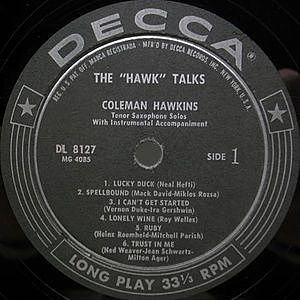 DECCA
REG. U.S. PAT. OFF. MARCA REGISTRADA · MF'D BY DECCA RECORDS INC. NEW YORK U.S.A.
THE "HAWK" TALKS
COLEMAN HAWKINS
Tenor Saxophone Solos
With Instrumental Accompaniment
DL 8127
MG 4085
SIDE 1
1. LUCKY DUCK (Neal Hefti)
2. SPELLBOUND (Mack David-Miklos Rozsa)
3. I CAN'T GET STARTED
(Vernon Duke-Ira Gershwin)
4. LONELY WINE (Roy Welles)
5. RUBY
(Heinz Roemheld-Mitchell Parish)
6. TRUST IN ME
(Ned Weaver-Jean Schwartz-
Milton Ager)
LONG PLAY 33⅓ RPM